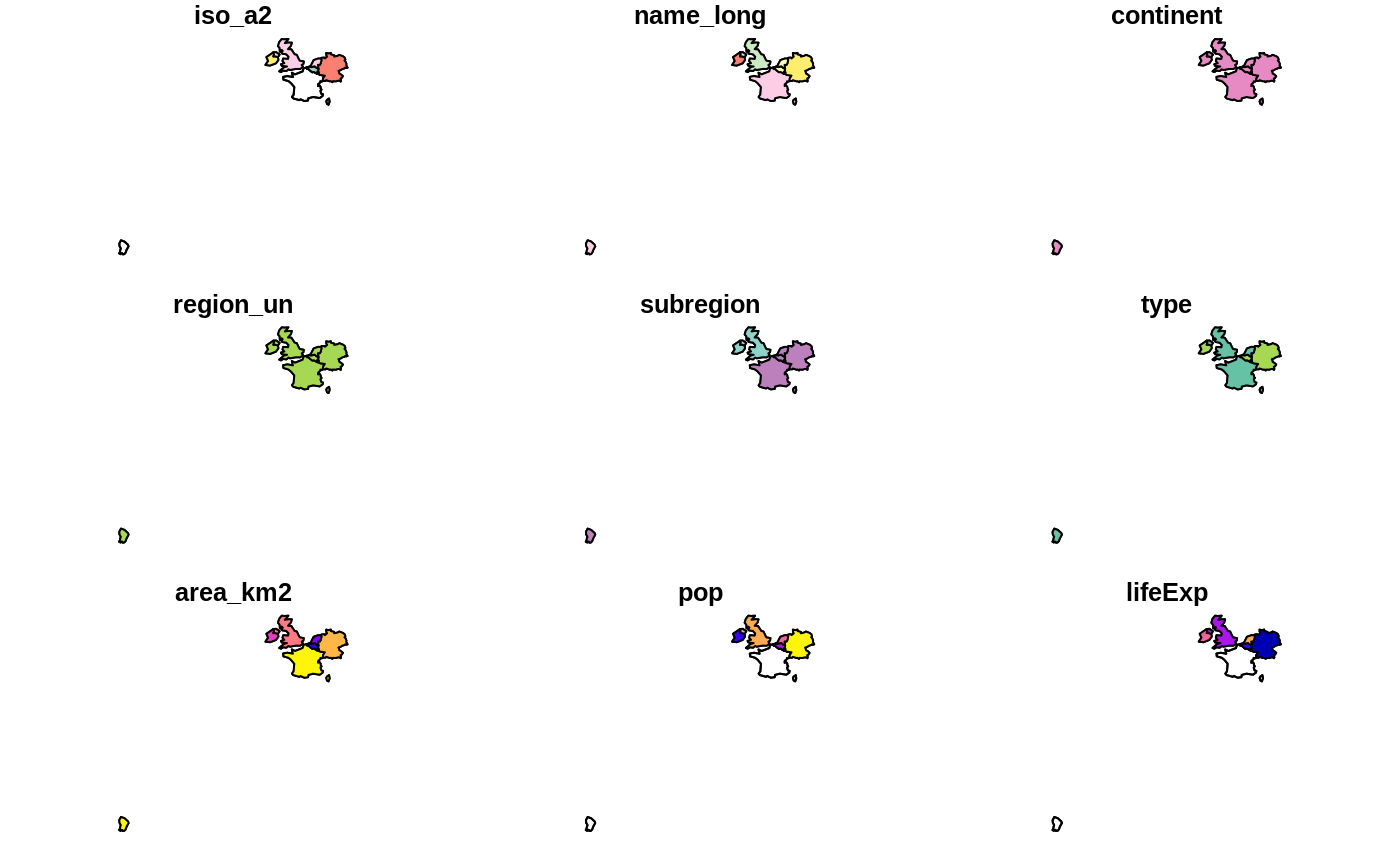 iso_a2
name_long
continent
region_un
subregion
type
area_km2
pop
lifeExp